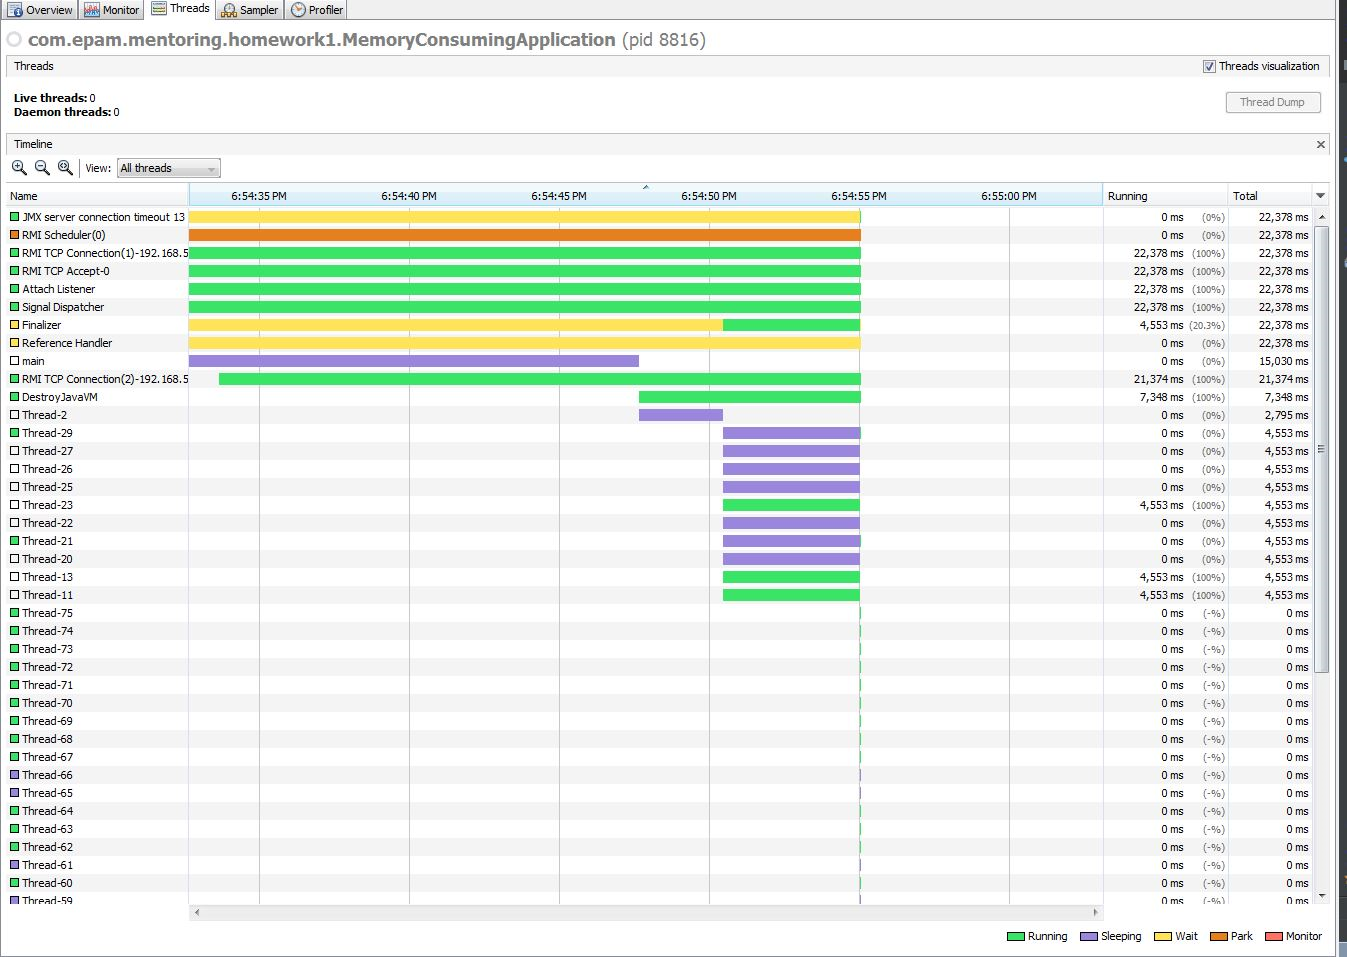 Overview Monitor Threads Sampler Profiler
com.epam.mentoring.homework1.MemoryConsumingApplication (pid 8816)
Threads Threads visualization
Live threads: 0
Daemon threads: 0
Thread Dump
Timeline
View: All threads
Name 6:54:35 PM 6:54:40 PM 6:54:45 PM 6:54:50 PM 6:54:55 PM 6:55:00 PM Running Total
JMX server connection timeout 13 0 ms (0%) 22,378 ms
RMI Scheduler(0) 0 ms (0%) 22,378 ms
RMI TCP Connection(1)-192.168.5 22,378 ms (100%) 22,378 ms
RMI TCP Accept-0 22,378 ms (100%) 22,378 ms
Attach Listener 22,378 ms (100%) 22,378 ms
Signal Dispatcher 22,378 ms (100%) 22,378 ms
Finalizer 4,553 ms (20.3%) 22,378 ms
Reference Handler 0 ms (0%) 22,378 ms
main 0 ms (0%) 15,030 ms
RMI TCP Connection(2)-192.168.5 21,374 ms (100%) 21,374 ms
DestroyJavaVM 7,348 ms (100%) 7,348 ms
Thread-2 0 ms (0%) 2,795 ms
Thread-29 0 ms (0%) 4,553 ms
Thread-27 0 ms (0%) 4,553 ms
Thread-26 0 ms (0%) 4,553 ms
Thread-25 0 ms (0%) 4,553 ms
Thread-23 4,553 ms (100%) 4,553 ms
Thread-22 0 ms (0%) 4,553 ms
Thread-21 0 ms (0%) 4,553 ms
Thread-20 0 ms (0%) 4,553 ms
Thread-13 4,553 ms (100%) 4,553 ms
Thread-11 4,553 ms (100%) 4,553 ms
Thread-75 0 ms (-%) 0 ms
Thread-74 0 ms (-%) 0 ms
Thread-73 0 ms (-%) 0 ms
Thread-72 0 ms (-%) 0 ms
Thread-71 0 ms (-%) 0 ms
Thread-70 0 ms (-%) 0 ms
Thread-69 0 ms (-%) 0 ms
Thread-68 0 ms (-%) 0 ms
Thread-67 0 ms (-%) 0 ms
Thread-66 0 ms (-%) 0 ms
Thread-65 0 ms (-%) 0 ms
Thread-64 0 ms (-%) 0 ms
Thread-63 0 ms (-%) 0 ms
Thread-62 0 ms (-%) 0 ms
Thread-61 0 ms (-%) 0 ms
Thread-60 0 ms (-%) 0 ms
Thread-59 0 ms (-%) 0 ms
Running Sleeping Wait Park Monitor